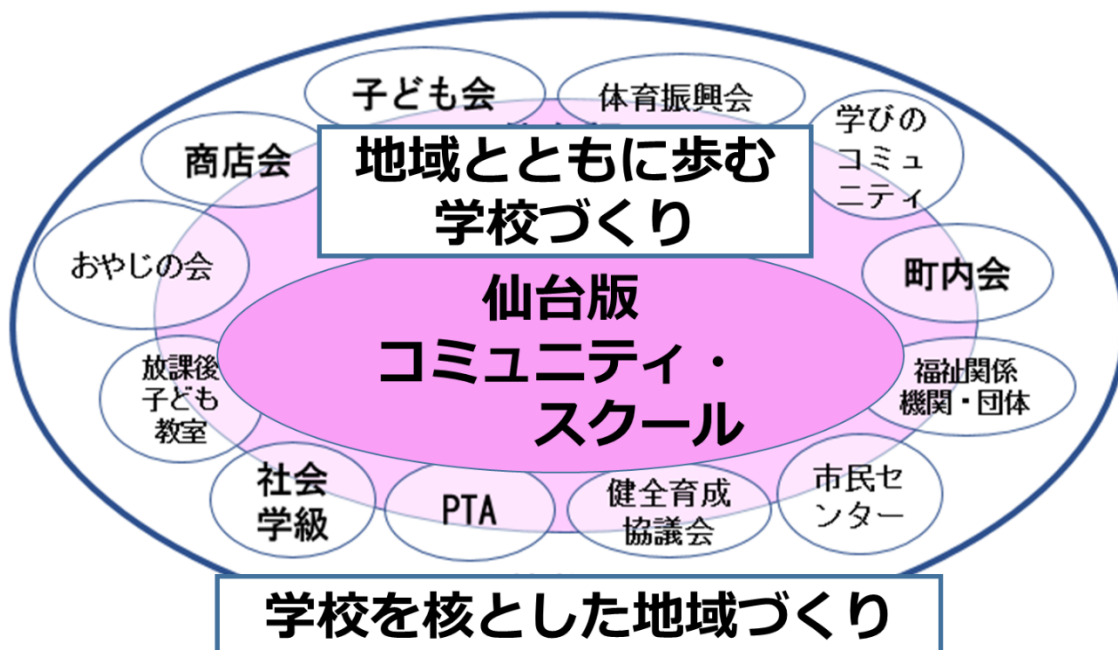 子ども会
体育振興会
商店会
地域とともに歩む
学校づくり
学びの
コミュ
ニティ
おやじの会
町内会
仙台版
コミュニティ・
スクール
放課後
子ども
教室
福祉関係
機関・団体
社会
学級
PTA
健全育成
協議会
市民セ
ンター
学校を核とした地域づくり